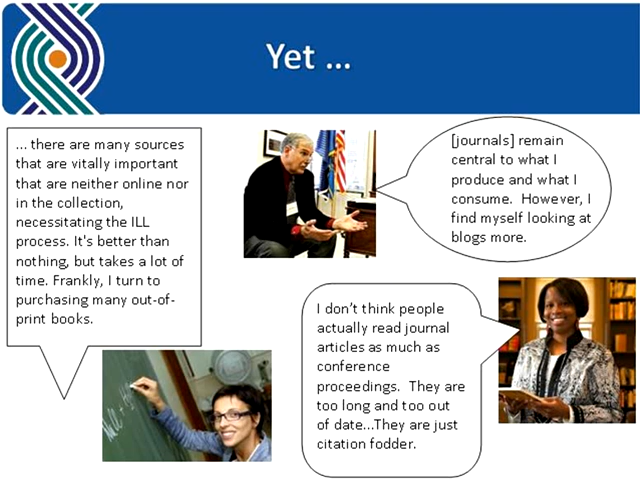 Yet ...
... there are many sources
that are vitally important
that are neither online nor
in the collection,
necessitating the ILL
process. It's better than
nothing, but takes a lot of
time. Frankly, I turn to
purchasing many out-of-
print books.
[journals] remain
central to what I
produce and what I
consume.  However, I
find myself looking at
blogs more.
I don't think people
actually read journal
articles as much as
conference
proceedings.  They are
too long and too out
of date...They are just
citation fodder.